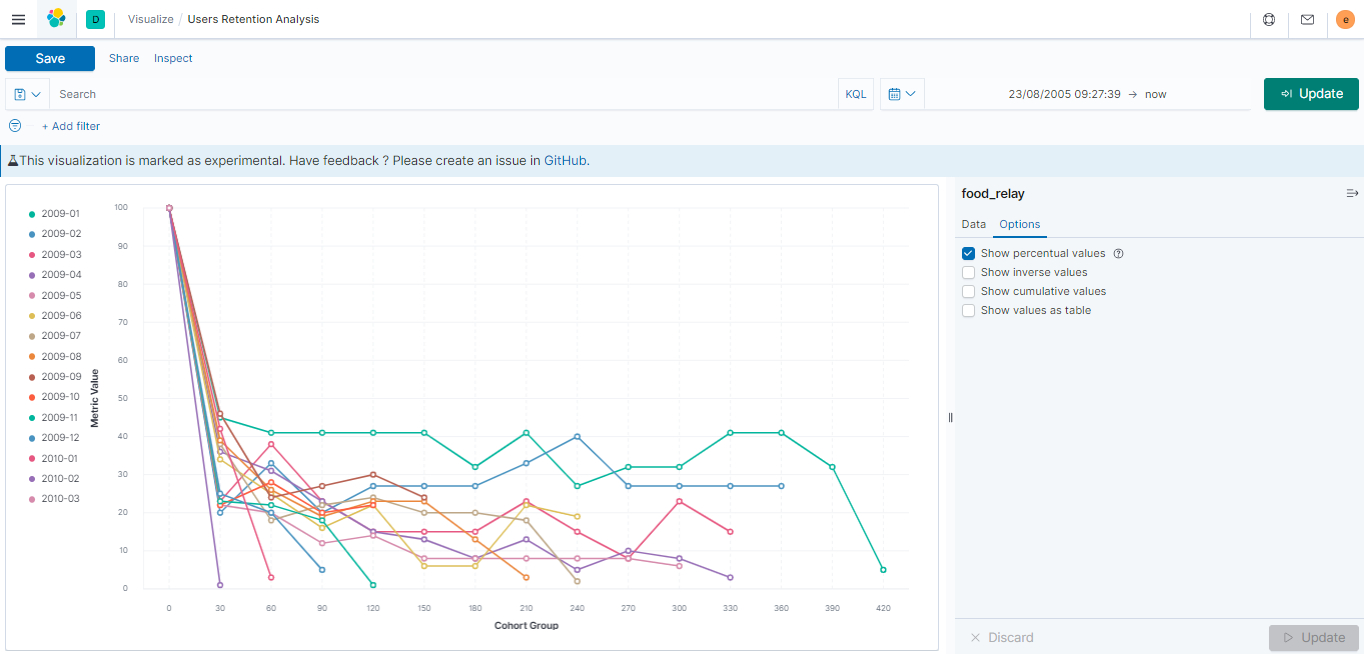 D
Visualize / Users Retention Analysis
e
Save
Share
Inspect
Search
KQL
23/08/2005 09:27:39 → now
Update
+ Add filter
This visualization is marked as experimental. Have feedback ? Please create an issue in GitHub.
2009-01
2009-02
2009-03
2009-04
2009-05
2009-06
2009-07
2009-08
2009-09
2009-10
2009-11
2009-12
2010-01
2010-02
2010-03
Metric Value
100
90
80
70
60
50
40
30
20
10
0
0 30 60 90 120 150 180 210 240 270 300 330 360 390 420
Cohort Group
food_relay
Data
Options
Show percentual values
Show inverse values
Show cumulative values
Show values as table
Discard
Update